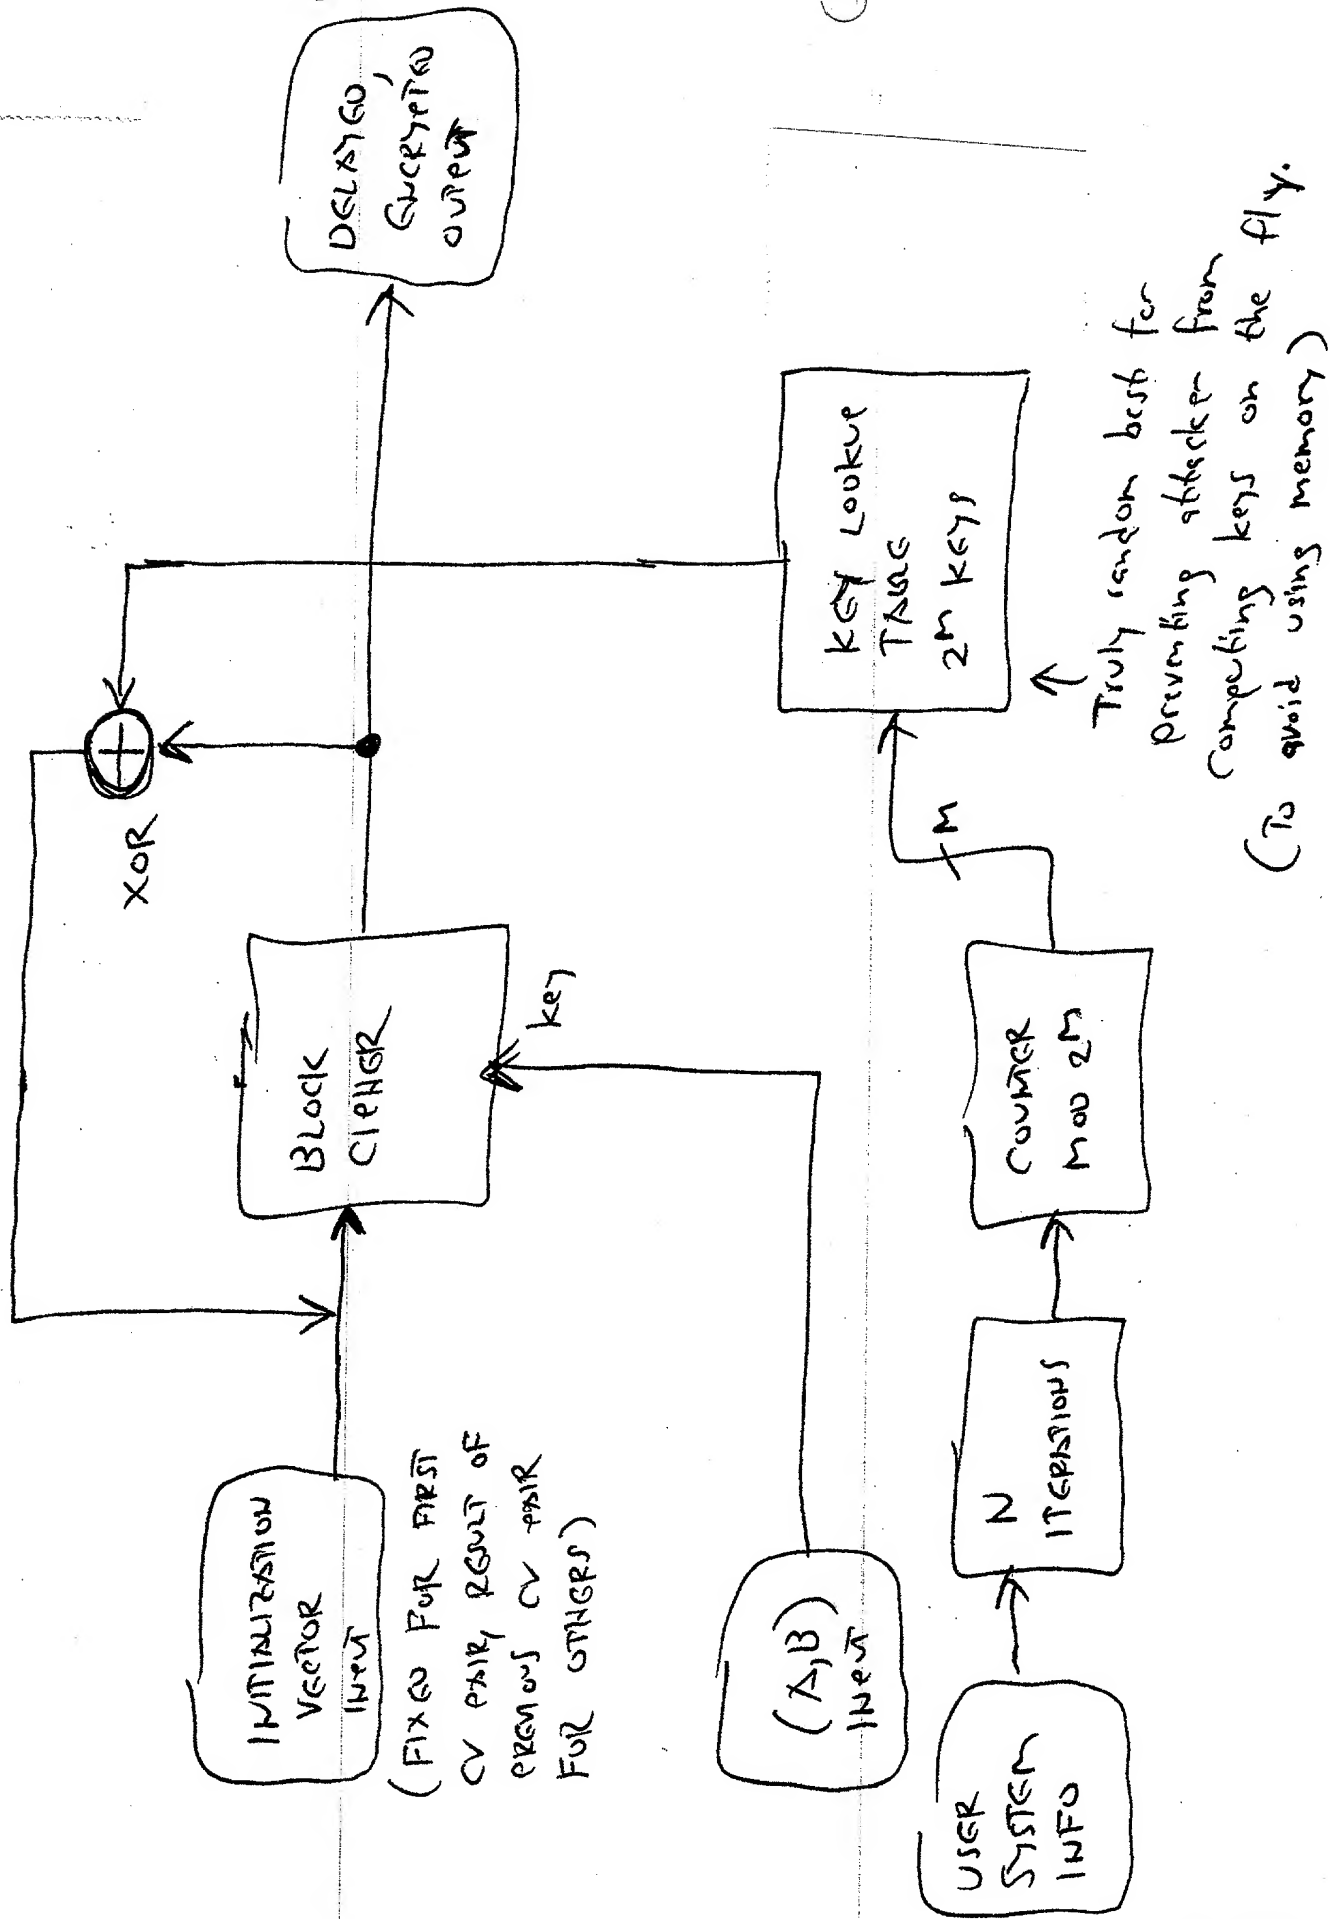 INITIALIZATION
VECTOR
INPUT
(FIXED FOR FIRST
CV PAIR, RESULT OF
PREVIOUS CV PAIR
FOR OTHERS)
BLOCK
CIPHER
key
XOR
DELAYED,
ENCRYPTED
OUTPUT
(A,B)
INPUT
USER
SYSTEM
INFO
N
ITERATIONS
COUNTER
MOD 2M
M
KEY LOOKUP
TABLE
2M KEYS
Truly random best for
preventing attacker from
computing keys on the fly.
(To avoid using memory)